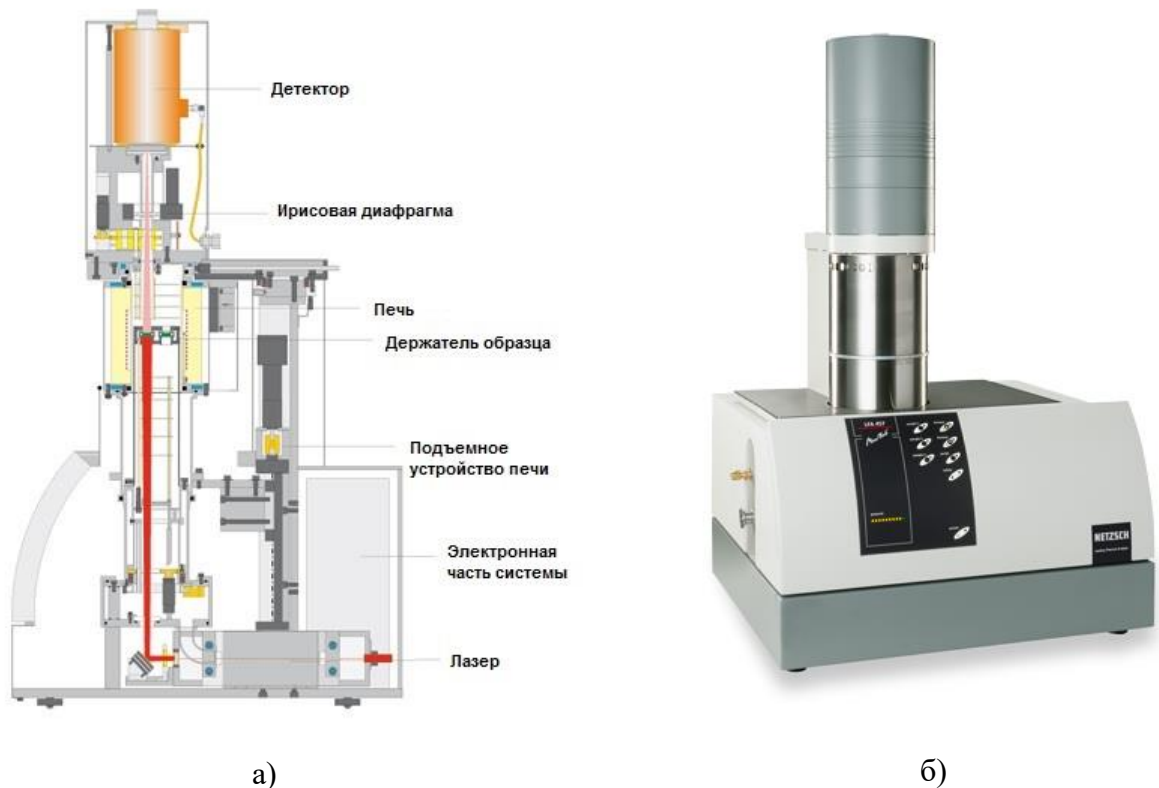 Детектор
Ирисовая диафрагма
Печь
Держатель образца
Подъемное
устройство печи
Электронная
часть системы
Лазер
NETZSCH
а)
б)